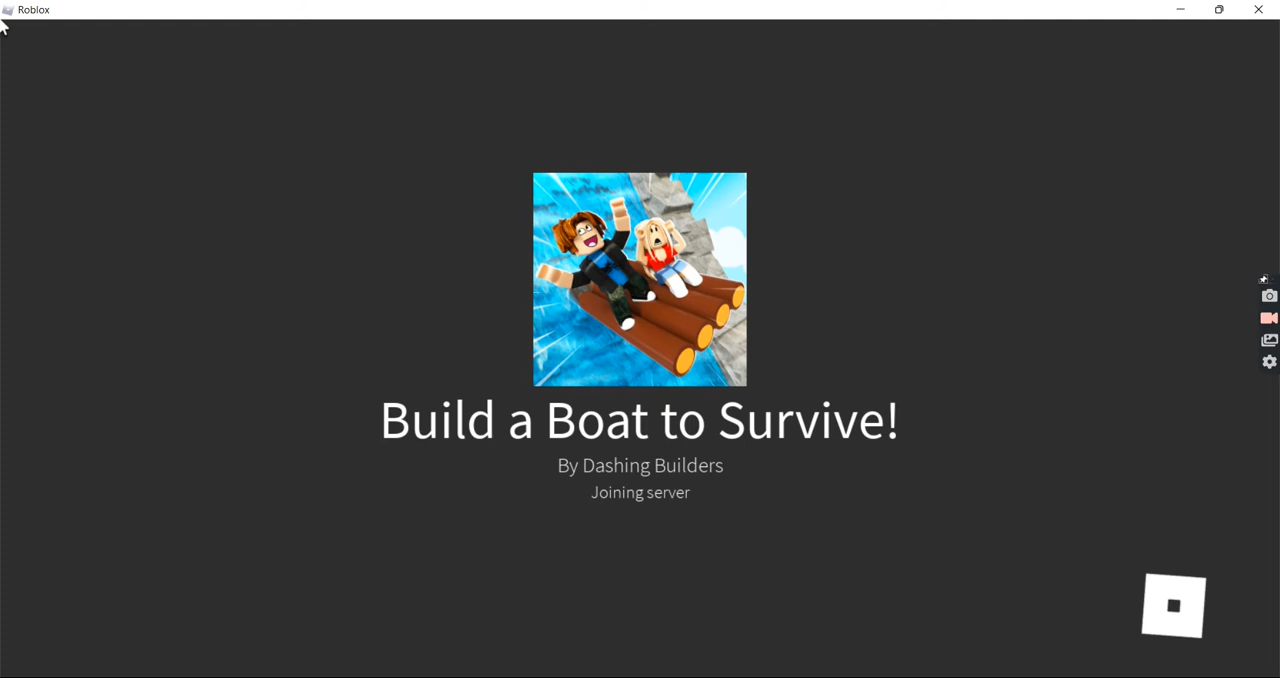 Roblox
Build a Boat to Survive!
By Dashing Builders
Joining server